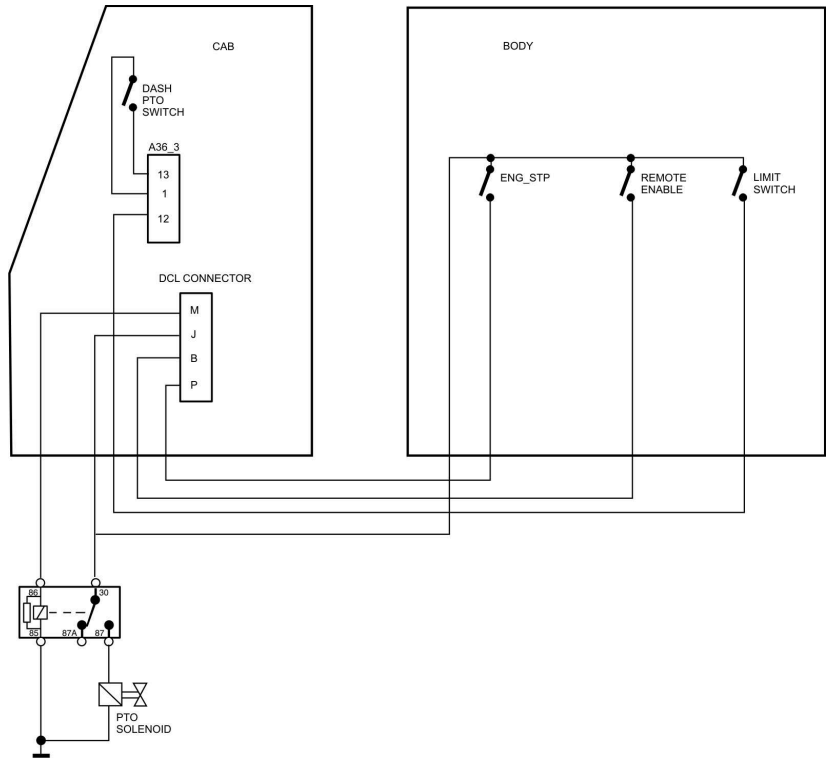 CAB
BODY
DASH
PTO
SWITCH
A36_3
13
1
12
ENG_STP
REMOTE
ENABLE
LIMIT
SWITCH
DCL CONNECTOR
M
J
B
P
86
30
85
87A
87
PTO
SOLENOID